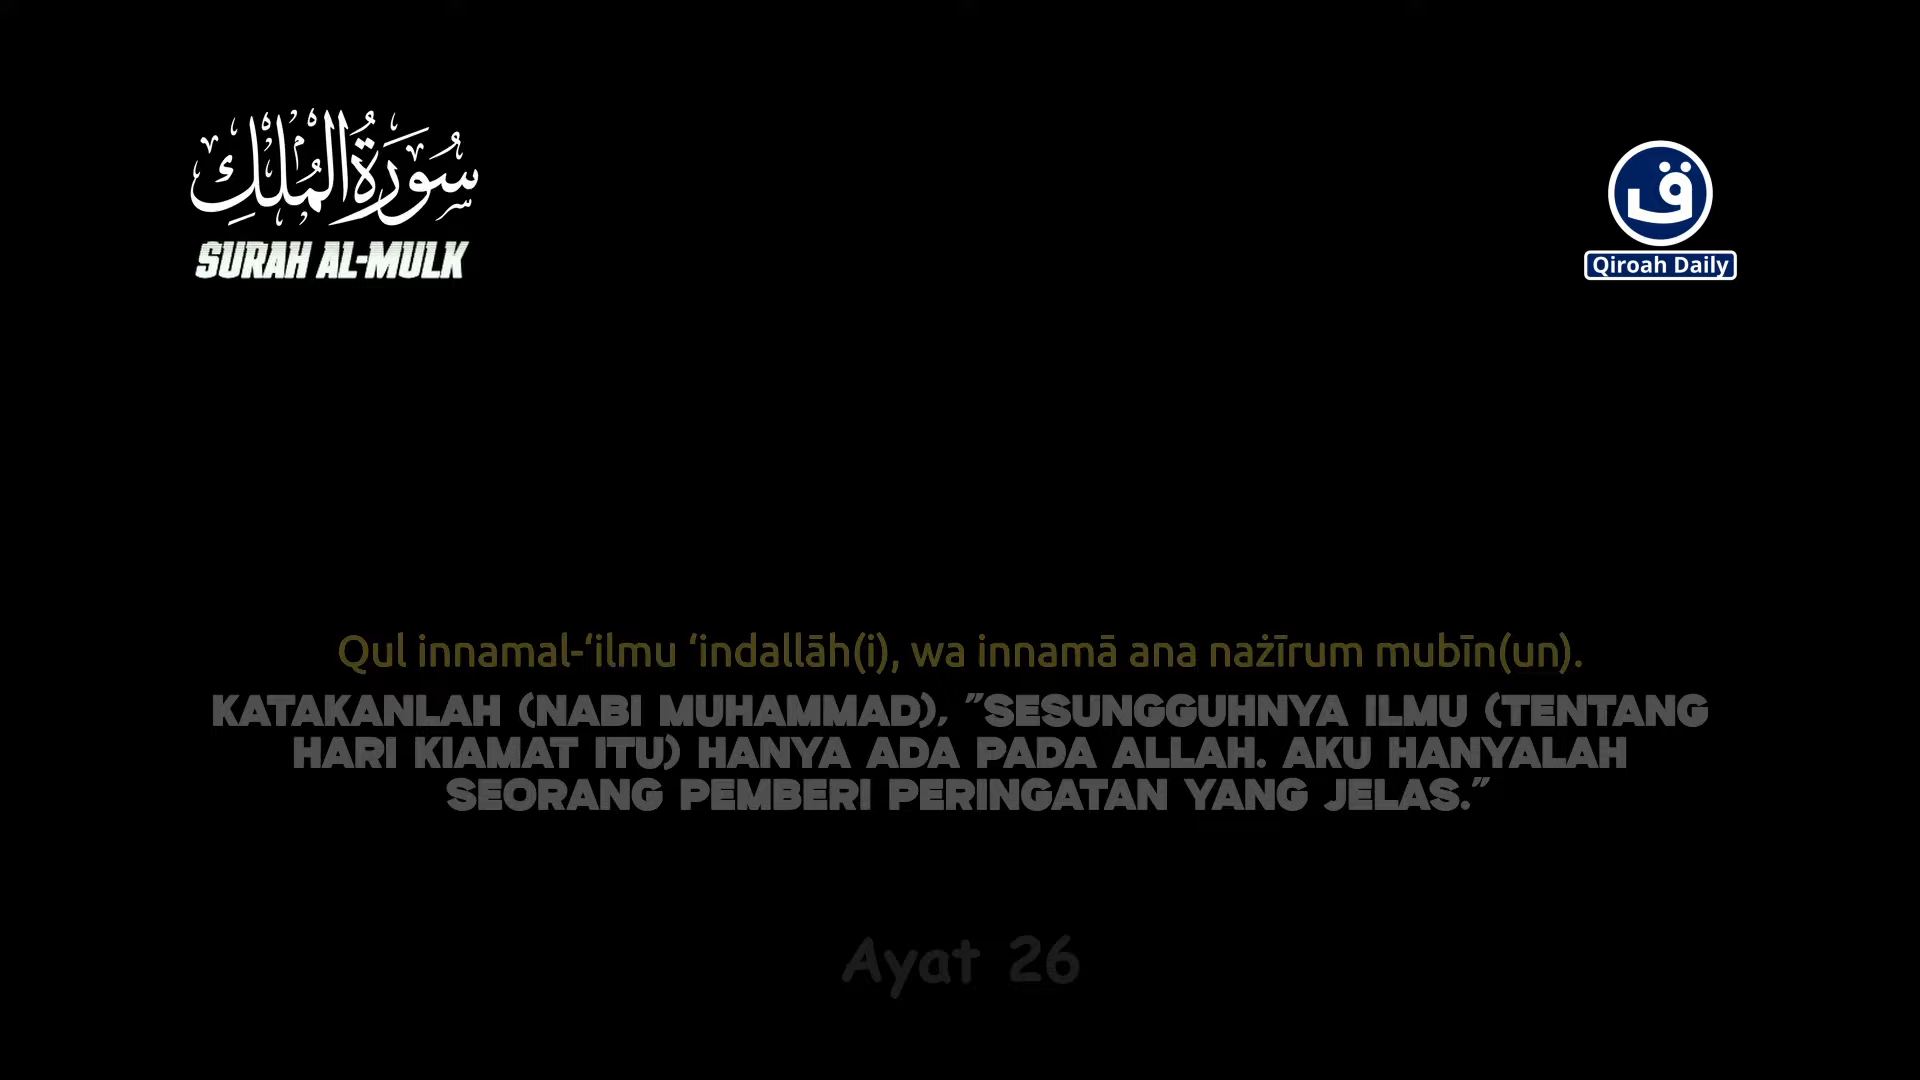 سُورَةُ الْمُلْكِ
SURAH AL-MULK
ق
Qiroah Daily
Qul innamal-‘ilmu ‘indallāh(i), wa innamā ana nażīrum mubīn(un).
KATAKANLAH (NABI MUHAMMAD), "SESUNGGUHNYA ILMU (TENTANG
HARI KIAMAT ITU) HANYA ADA PADA ALLAH. AKU HANYALAH
SEORANG PEMBERI PERINGATAN YANG JELAS."
Ayat 26